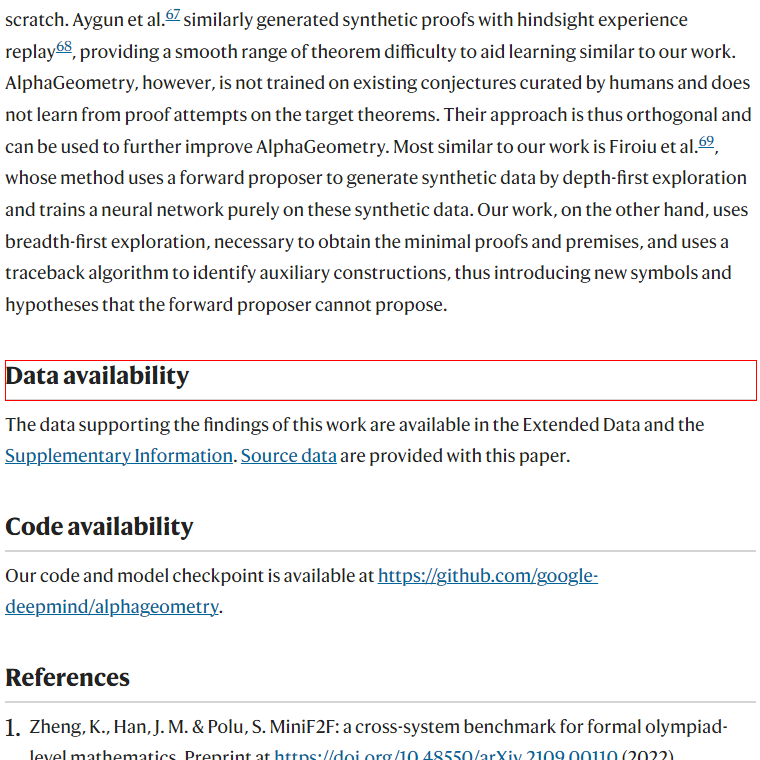 scratch. Aygun et al.67 similarly generated synthetic proofs with hindsight experience
replay68, providing a smooth range of theorem difficulty to aid learning similar to our work.
AlphaGeometry, however, is not trained on existing conjectures curated by humans and does
not learn from proof attempts on the target theorems. Their approach is thus orthogonal and
can be used to further improve AlphaGeometry. Most similar to our work is Firoiu et al.69,
whose method uses a forward proposer to generate synthetic data by depth-first exploration
and trains a neural network purely on these synthetic data. Our work, on the other hand, uses
breadth-first exploration, necessary to obtain the minimal proofs and premises, and uses a
traceback algorithm to identify auxiliary constructions, thus introducing new symbols and
hypotheses that the forward proposer cannot propose.
Data availability
The data supporting the findings of this work are available in the Extended Data and the
Supplementary Information. Source data are provided with this paper.
Code availability
Our code and model checkpoint is available at https://github.com/google-
deepmind/alphageometry.
References
1. Zheng, K., Han, J. M. & Polu, S. MiniF2F: a cross-system benchmark for formal olympiad-
level mathematics. Preprint at https://doi.org/10.48550/arXiv.2109.00110 (2022).